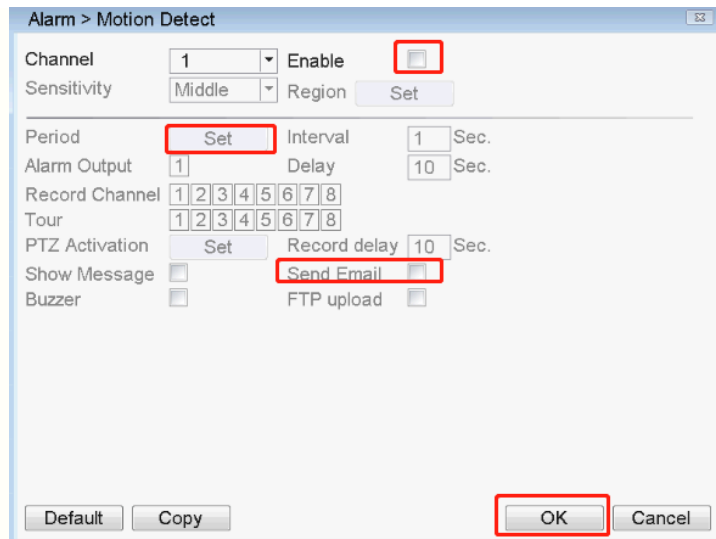 Alarm > Motion Detect
Channel 1 Enable
Sensitivity Middle Region Set
Period Set Interval 1 Sec.
Alarm Output 1 Delay 10 Sec.
Record Channel 1 2 3 4 5 6 7 8
Tour 1 2 3 4 5 6 7 8
PTZ Activation Set Record delay 10 Sec.
Show Message Send Email
Buzzer FTP upload
Default Copy OK Cancel